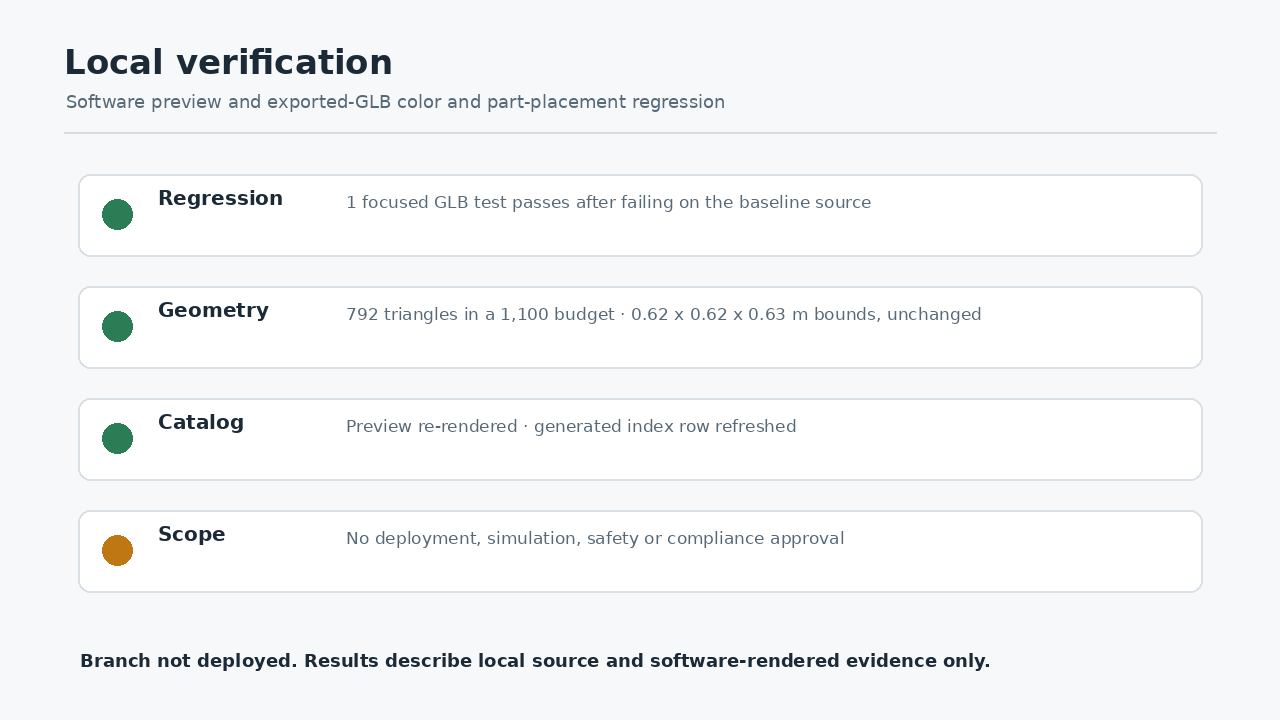 Local verification
Software preview and exported-GLB color and part-placement regression
Regression
1 focused GLB test passes after failing on the baseline source
Geometry
792 triangles in a 1,100 budget · 0.62 x 0.62 x 0.63 m bounds, unchanged
Catalog
Preview re-rendered · generated index row refreshed
Scope
No deployment, simulation, safety or compliance approval
Branch not deployed. Results describe local source and software-rendered evidence only.